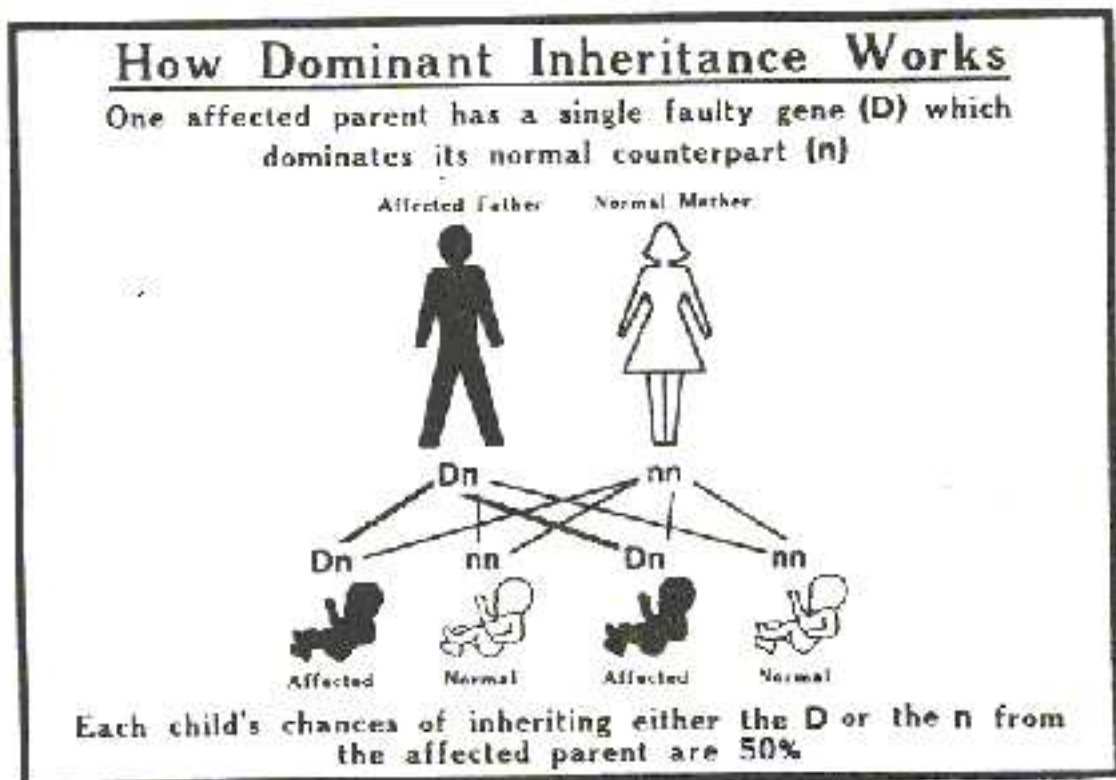 How Dominant Inheritance Works
One affected parent has a single faulty gene (D) which
dominates its normal counterpart (n)
Affected Father Normal Mother
Dn nn
Dn nn Dn nn
Affected Normal Affected Normal
Each child's chances of inheriting either the D or the n from
the affected parent are 50%